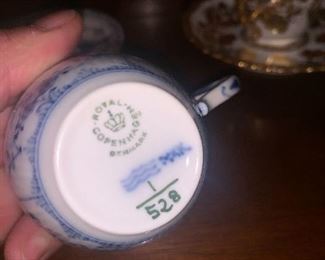 ROYAL
COPENHAGEN
DENMARK
1
528